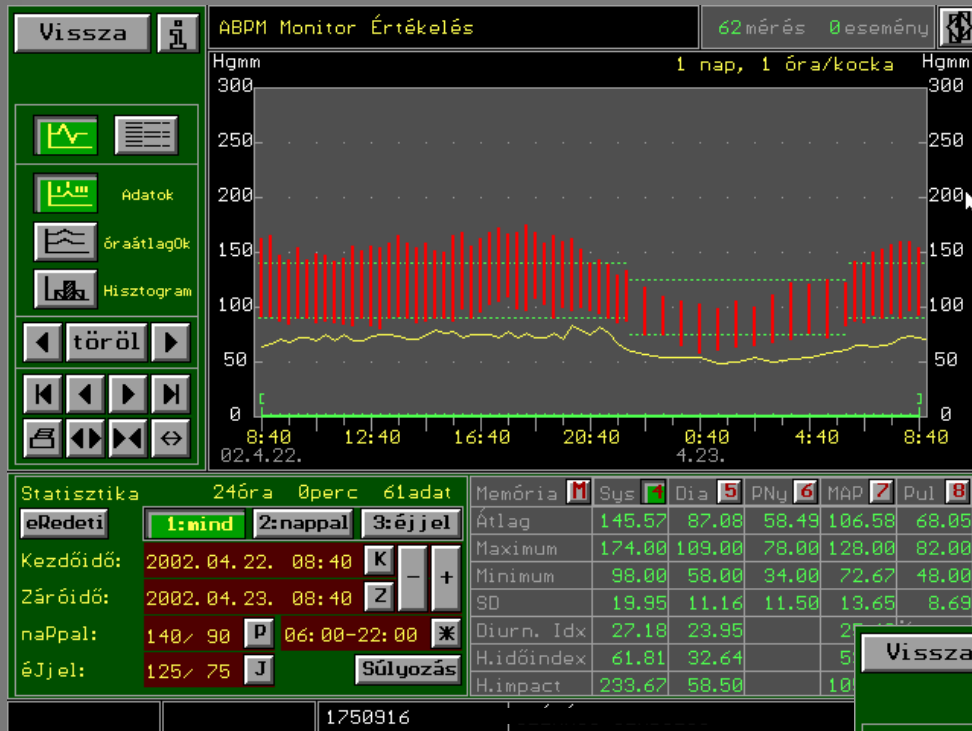 Vissza i ABPM Monitor Értékelés 62 mérés 0 esemény
Hgmm 1 nap, 1 óra/kocka Hgmm
300 300
250 250
200 200
Adatok
150 150
óraátlagOk
100 100
Hisztogram
töröl
50 50
0 0
8:40 12:40 16:40 20:40 0:40 4:40 8:40
02.4.22. 4.23.
Statisztika 24óra 0perc 61adat
eRedeti 1:mind 2:nappal 3:éjjel
Kezdőidő: 2002.04.22. 08:40 K - +
Záróidő: 2002.04.23. 08:40 Z
naPpal: 140/ 90 P 06:00-22:00 *
éJjel: 125/ 75 J Súlyozás
Memória M Sys 4 Dia 5 PNy 6 MAP 7 Pul 8
Átlag 145.57 87.08 58.49 106.58 68.05
Maximum 174.00 109.00 78.00 128.00 82.00
Minimum 98.00 58.00 34.00 72.67 48.00
SD 19.95 11.16 11.50 13.65 8.69
Diurn. Idx 27.18 23.95
H.időindex 61.81 32.64
H.impact 233.67 58.50
Vissza
1750916